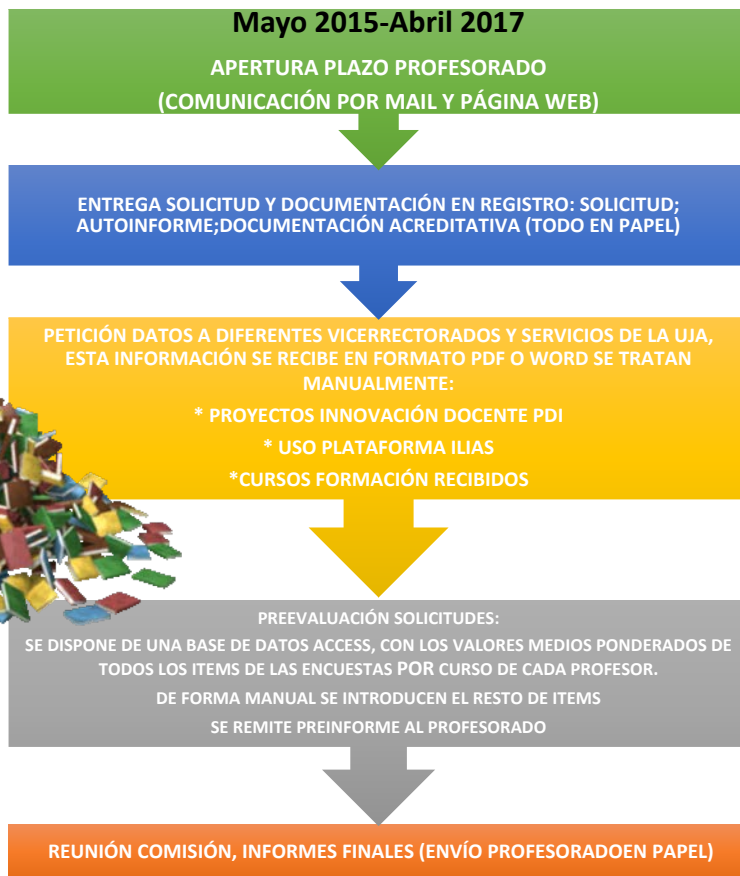 Mayo 2015-Abril 2017
APERTURA PLAZO PROFESORADO
(COMUNICACIÓN POR MAIL Y PÁGINA WEB)
ENTREGA SOLICITUD Y DOCUMENTACIÓN EN REGISTRO: SOLICITUD;
AUTOINFORME;DOCUMENTACIÓN ACREDITATIVA (TODO EN PAPEL)
PETICIÓN DATOS A DIFERENTES VICERRECTORADOS Y SERVICIOS DE LA UJA,
ESTA INFORMACIÓN SE RECIBE EN FORMATO PDF O WORD SE TRATAN
MANUALMENTE:
* PROYECTOS INNOVACIÓN DOCENTE PDI
* USO PLATAFORMA ILIAS
*CURSOS FORMACIÓN RECIBIDOS
PREEVALUACIÓN SOLICITUDES:
SE DISPONE DE UNA BASE DE DATOS ACCESS, CON LOS VALORES MEDIOS PONDERADOS DE
TODOS LOS ITEMS DE LAS ENCUESTAS POR CURSO DE CADA PROFESOR.
DE FORMA MANUAL SE INTRODUCEN EL RESTO DE ITEMS
SE REMITE PREINFORME AL PROFESORADO
REUNIÓN COMISIÓN, INFORMES FINALES (ENVÍO PROFESORADOEN PAPEL)